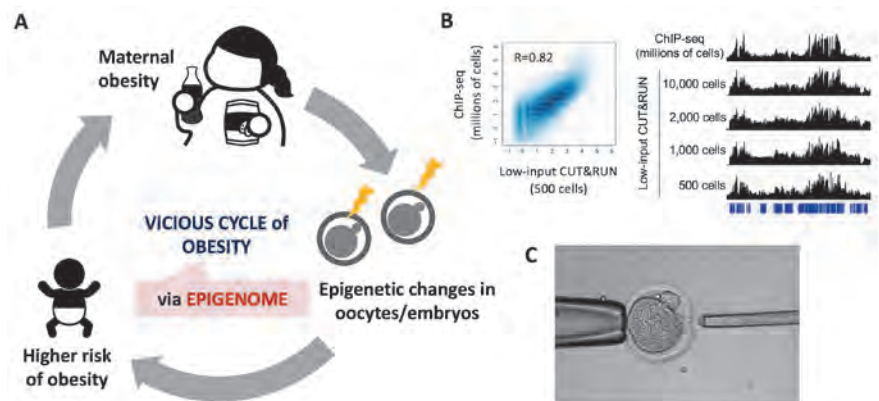 A
Maternal
obesity
VICIOUS CYCLE of
OBESITY
via EPIGENOME
Epigenetic changes in
oocytes/embryos
Higher risk
of obesity
B
R=0.82
ChIP-seq
(millions of cells)
Low-input CUT&RUN
(500 cells)
ChIP-seq
(millions of cells)
Low-input CUT&RUN
10,000 cells
2,000 cells
1,000 cells
500 cells
C